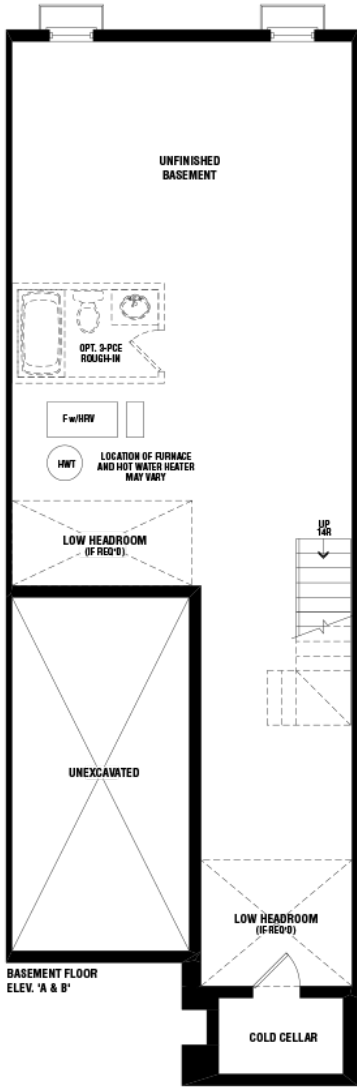 UNFINISHED
BASEMENT
OPT. 3-PCE
ROUGH-IN
F w/HRV
HWT
LOCATION OF FURNACE
AND HOT WATER HEATER
MAY VARY
LOW HEADROOM
(IF REQ'D)
UP
14R
UNEXCAVATED
LOW HEADROOM
(IF REQ'D)
BASEMENT FLOOR
ELEV. 'A & B'
COLD CELLAR